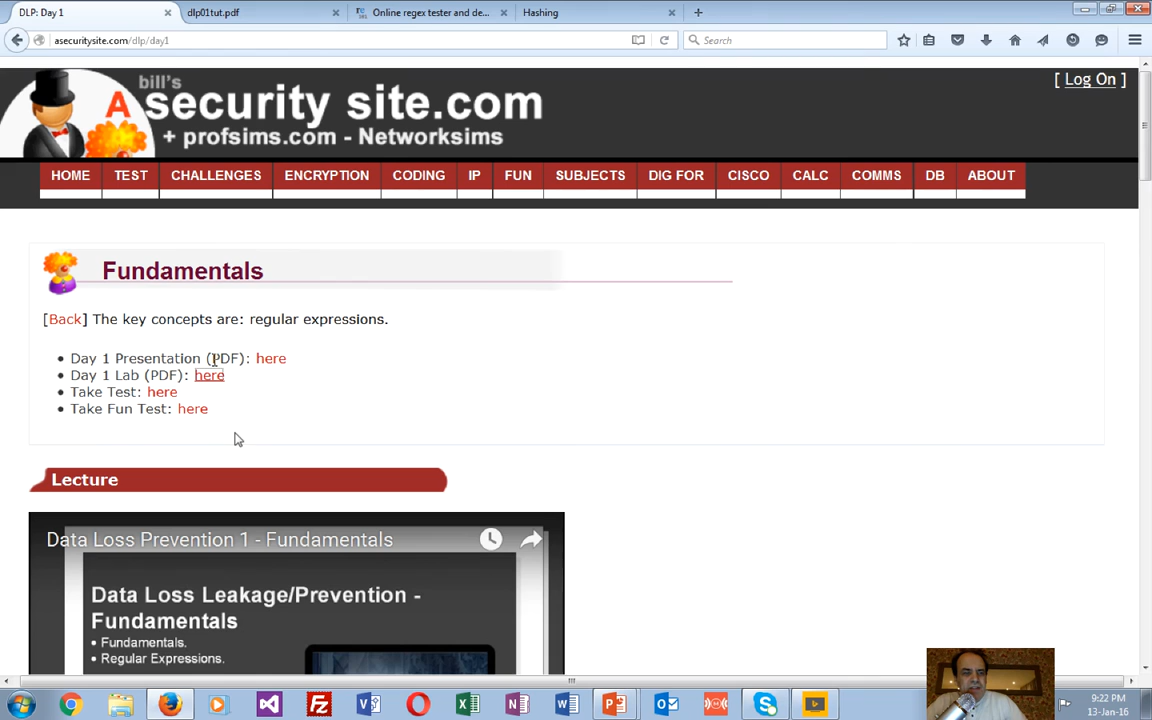 DLP: Day 1
dlp01tut.pdf
Online regex tester and de...
Hashing
asecuritysite.com/dlp/day1
Search
bill's
A security site.com
+ profsims.com - Networksims
[ Log On ]
HOME TEST CHALLENGES ENCRYPTION CODING IP FUN SUBJECTS DIG FOR CISCO CALC COMMS DB ABOUT
Fundamentals
[Back] The key concepts are: regular expressions.
• Day 1 Presentation (PDF): here
• Day 1 Lab (PDF): here
• Take Test: here
• Take Fun Test: here
Lecture
Data Loss Prevention 1 - Fundamentals
Data Loss Leakage/Prevention -
Fundamentals
• Fundamentals.
• Regular Expressions.
9:22 PM
13-Jan-16